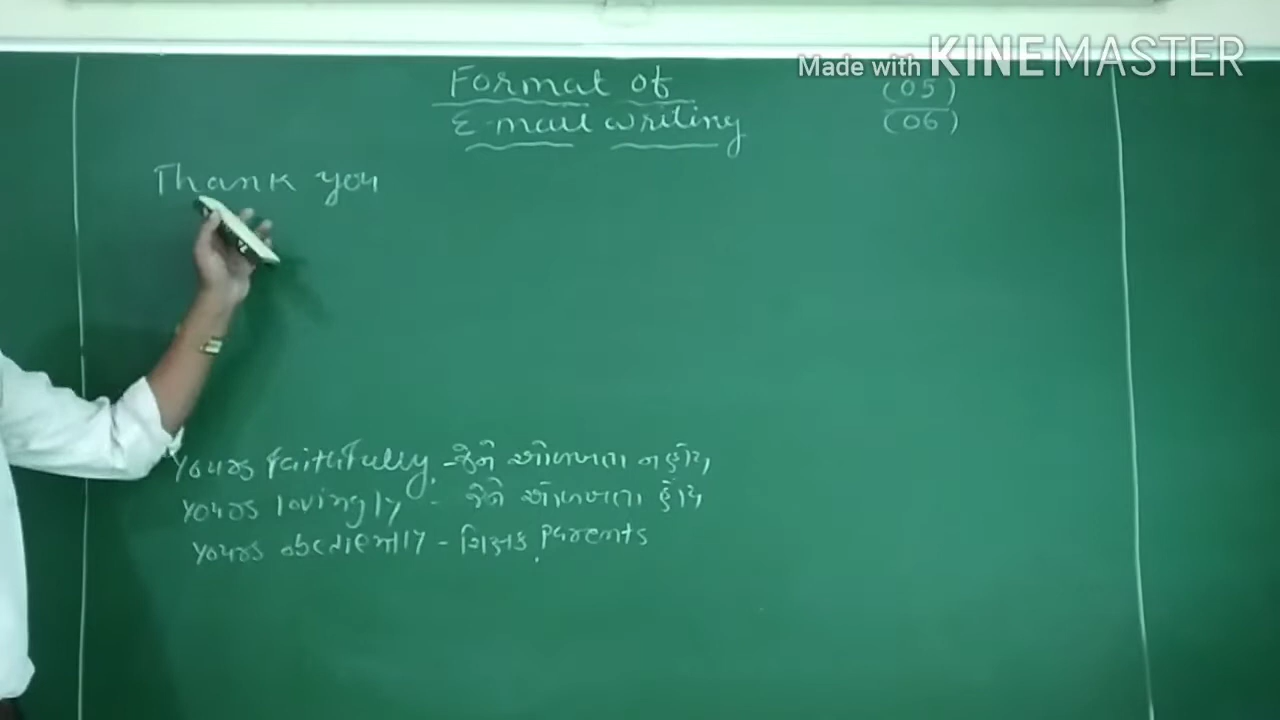 Made with KINEMASTER
Format of
E-mail writing
(05)
(06)
Thank you
Yours faithfully - જેને ઓળખતા ન હોય
Yours lovingly - જેને ઓળખતા હોય
Yours obediently - શિક્ષક, parents